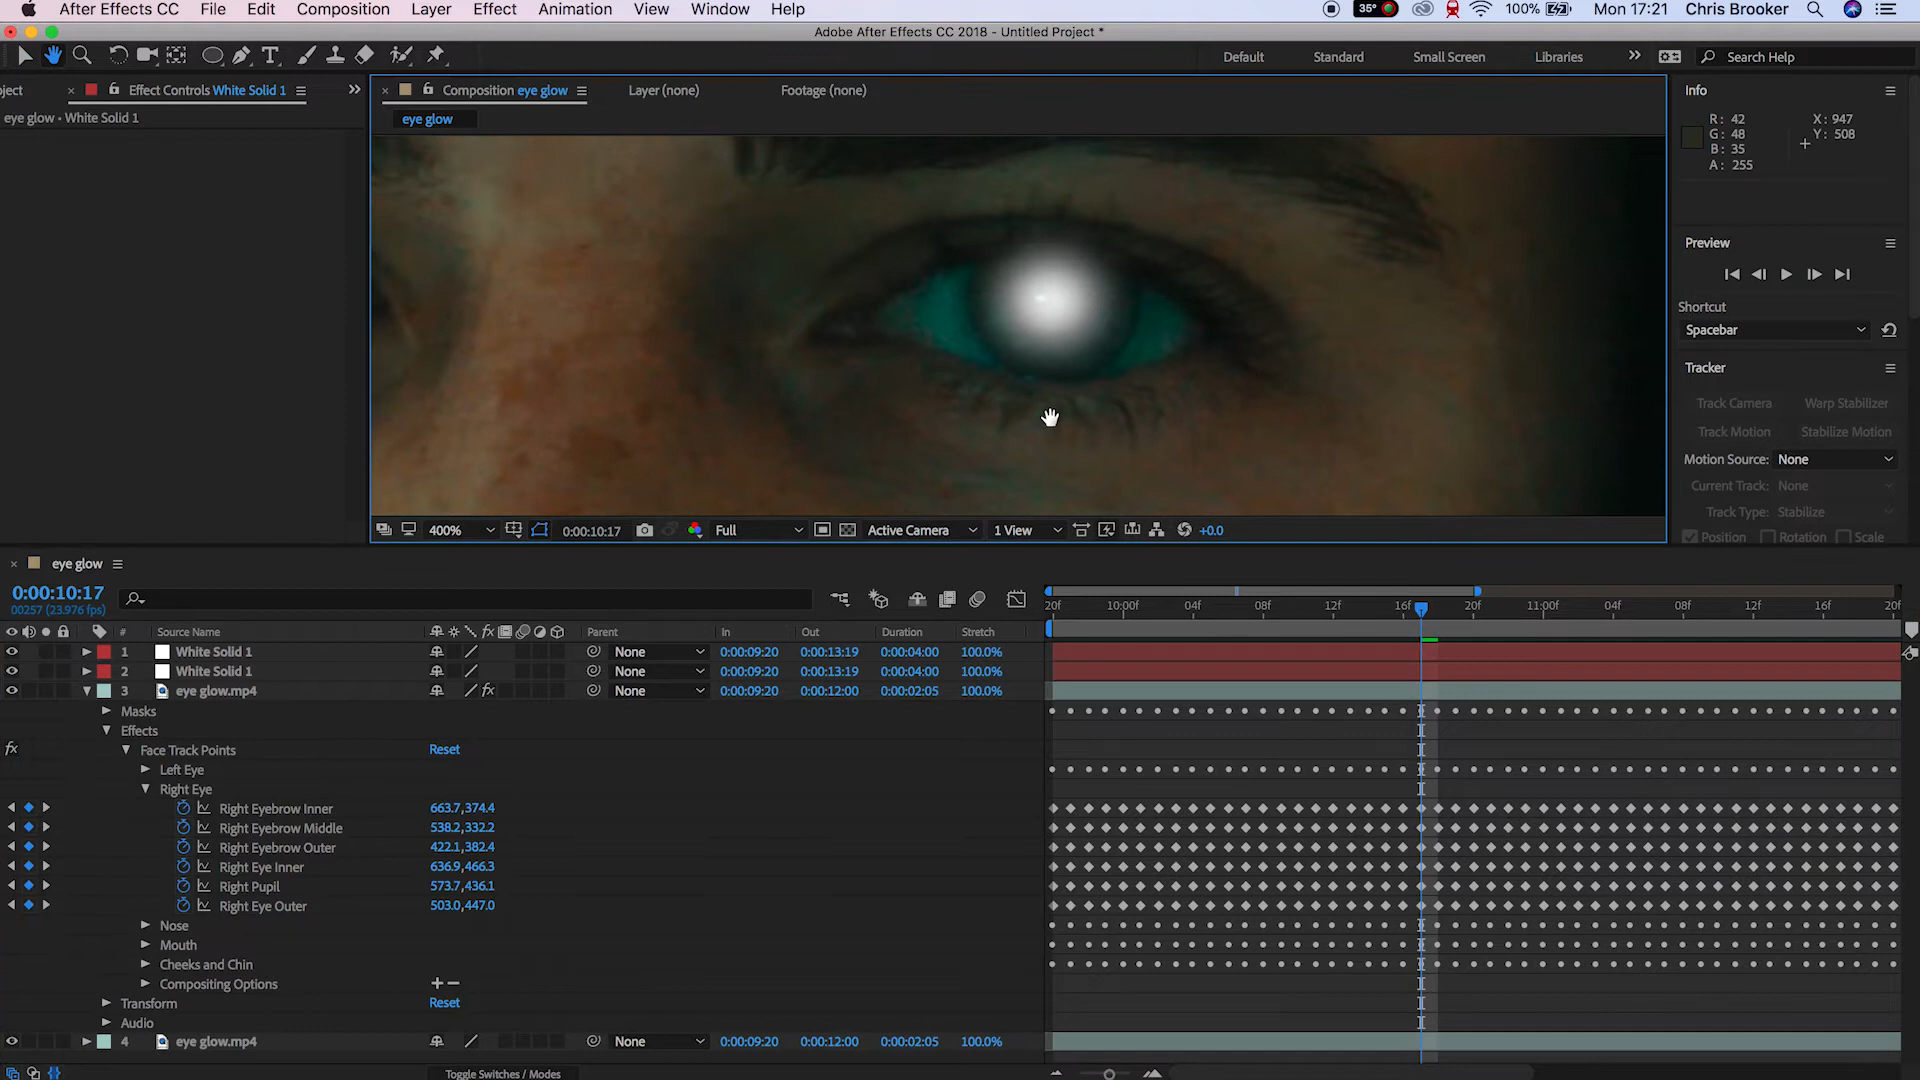 After Effects CC File Edit Composition Layer Effect Animation View Window Help 35° 100% Mon 17:21 Chris Brooker
Adobe After Effects CC 2018 - Untitled Project *
Default Standard Small Screen Libraries Search Help
ject Effect Controls White Solid 1 Composition eye glow Layer (none) Footage (none) Info
eye glow • White Solid 1
eye glow
R: 42 X: 947
G: 48 Y: 508
B: 35
A: 255
Preview
Shortcut
Spacebar
Tracker
Track Camera Warp Stabilizer
Track Motion Stabilize Motion
Motion Source: None
Current Track: None
Track Type: Stabilize
Position Rotation Scale
400% 0:00:10:17 Full Active Camera 1 View +0.0
eye glow
0:00:10:17
00257 (23.976 fps)
20f 10:00f 04f 08f 12f 16f 20f 11:00f 04f 08f 12f 16f 20f
# Source Name fx Parent In Out Duration Stretch
1 White Solid 1 None 0:00:09:20 0:00:13:19 0:00:04:00 100.0%
2 White Solid 1 None 0:00:09:20 0:00:13:19 0:00:04:00 100.0%
3 eye glow.mp4 fx None 0:00:09:20 0:00:12:00 0:00:02:05 100.0%
Masks
Effects
fx Face Track Points Reset
Left Eye
Right Eye
Right Eyebrow Inner 663.7,374.4
Right Eyebrow Middle 538.2,332.2
Right Eyebrow Outer 422.1,382.4
Right Eye Inner 636.9,466.3
Right Pupil 573.7,436.1
Right Eye Outer 503.0,447.0
Nose
Mouth
Cheeks and Chin
Compositing Options
Transform Reset
Audio
4 eye glow.mp4 None 0:00:09:20 0:00:12:00 0:00:02:05 100.0%
Toggle Switches / Modes